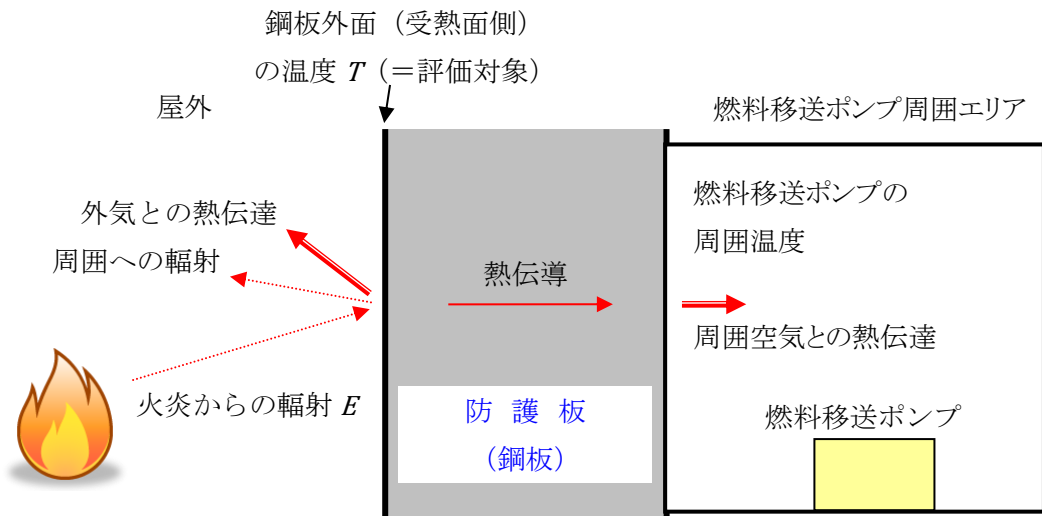 鋼板外面（受熱面側）
の温度 T（＝評価対象）
屋外
燃料移送ポンプ周囲エリア
外気との熱伝達
周囲への輻射
熱伝導
燃料移送ポンプの
周囲温度
周囲空気との熱伝達
火炎からの輻射 E
防 護 板
（鋼板）
燃料移送ポンプ